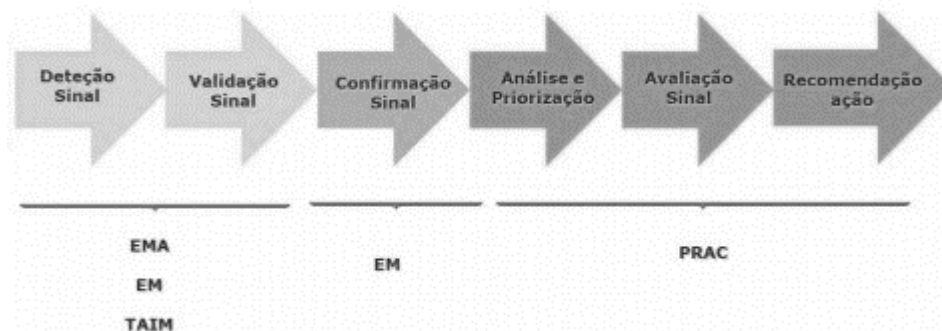 Deteção
Sinal
Validação
Sinal
Confirmação
Sinal
Análise e
Priorização
Avaliação
Sinal
Recomendação
ação
EMA
EM
TAIM
EM
PRAC